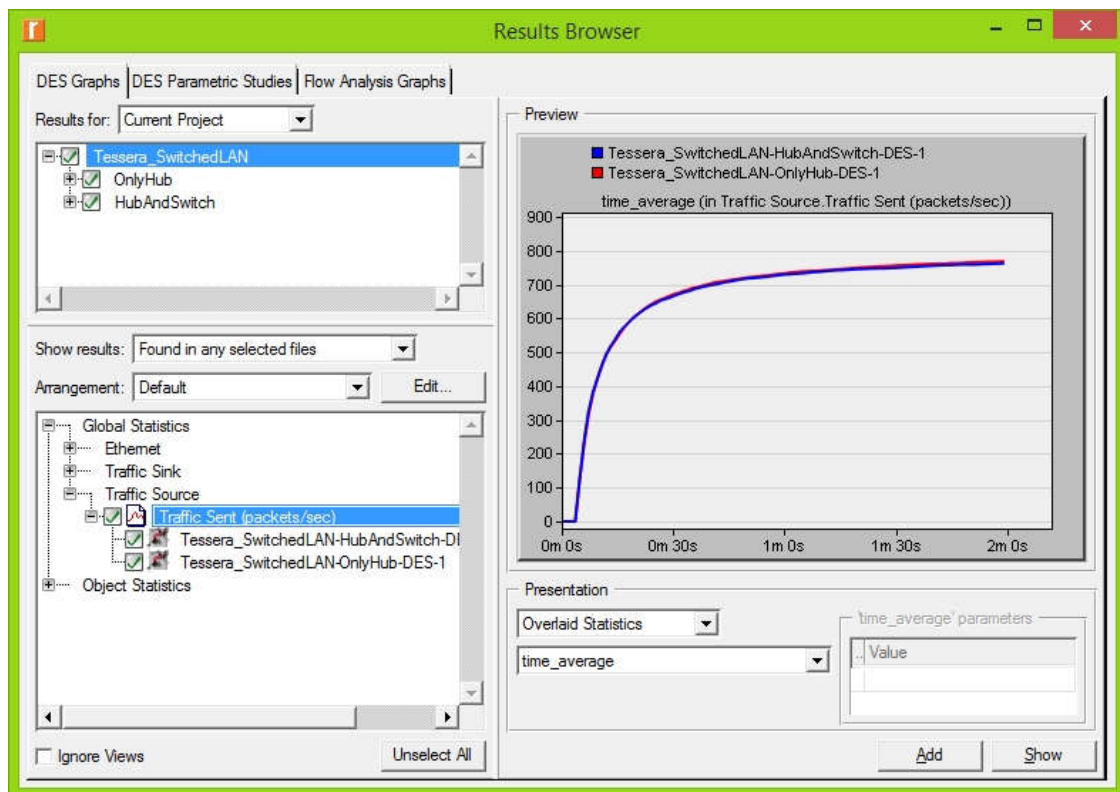 Results Browser
DES Graphs DES Parametric Studies Flow Analysis Graphs
Results for: Current Project
Tessera_SwitchedLAN
OnlyHub
HubAndSwitch
Show results: Found in any selected files
Arrangement: Default Edit...
Global Statistics
Ethernet
Traffic Sink
Traffic Source
Traffic Sent (packets/sec)
Tessera_SwitchedLAN-HubAndSwitch-DE
Tessera_SwitchedLAN-OnlyHub-DES-1
Object Statistics
Ignore Views Unselect All
Preview
Tessera_SwitchedLAN-HubAndSwitch-DES-1
Tessera_SwitchedLAN-OnlyHub-DES-1
time_average (in Traffic Source.Traffic Sent (packets/sec))
900
800
700
600
500
400
300
200
100
0
0m 0s 0m 30s 1m 0s 1m 30s 2m 0s
Presentation
Overlaid Statistics
time_average
'time_average' parameters
.. Value
Add Show